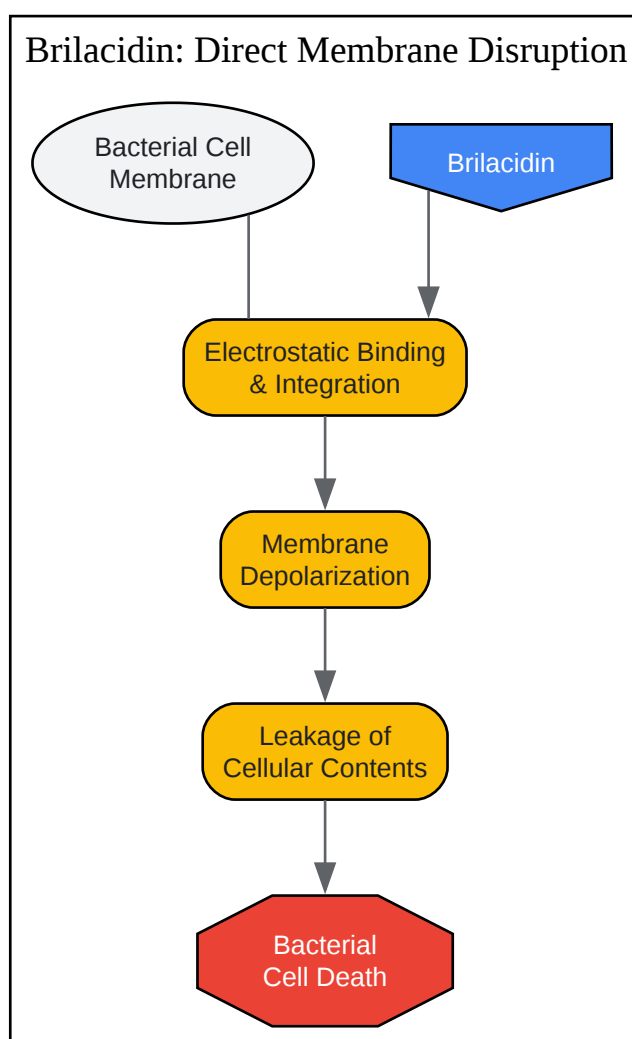 Brilacidin: Direct Membrane Disruption
Bacterial Cell
Membrane
Brilacidin
Electrostatic Binding
& Integration
Membrane
Depolarization
Leakage of
Cellular Contents
Bacterial
Cell Death